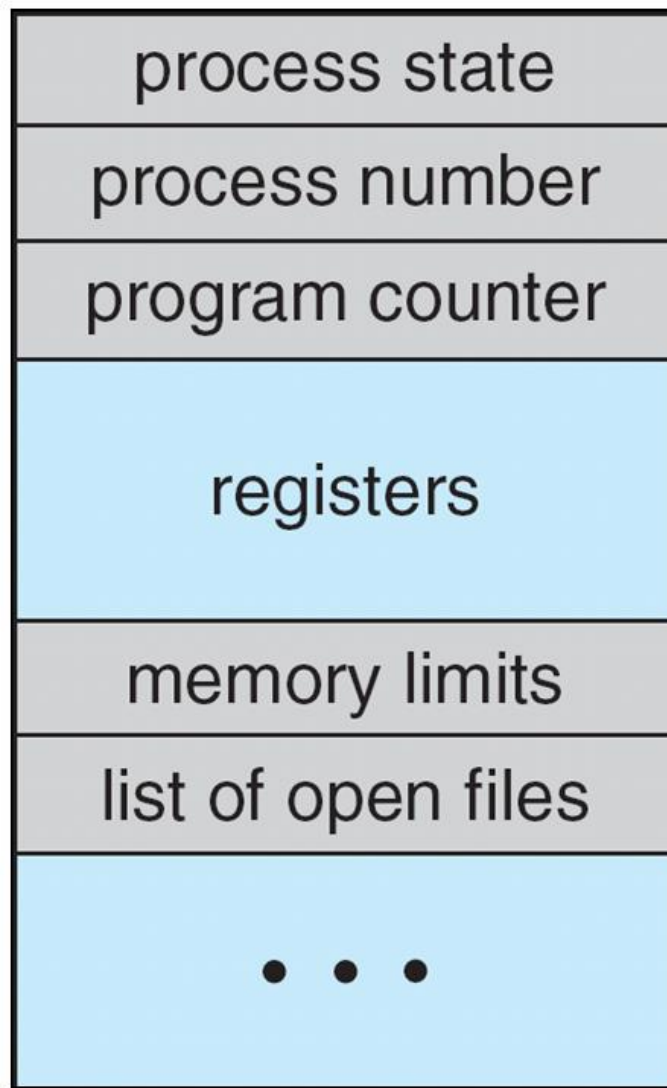 process state
process number
program counter
registers
memory limits
list of open files
• • •